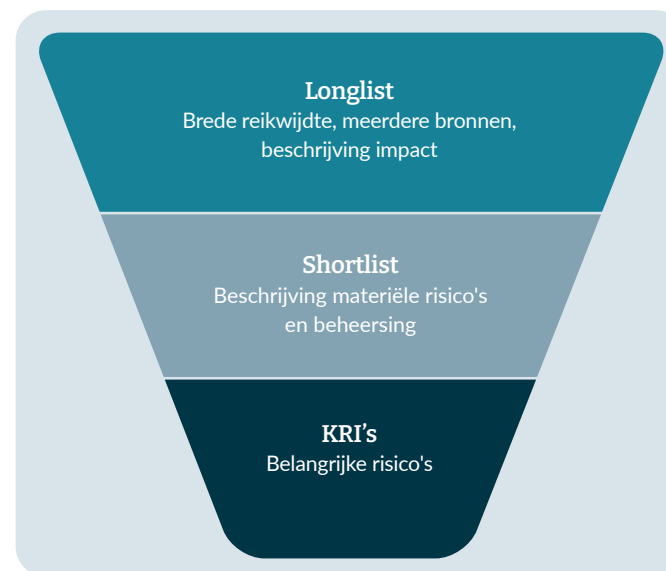 Longlist
Brede reikwijdte, meerdere bronnen,
beschrijving impact
Shortlist
Beschrijving materiële risico's
en beheersing
KRI’s
Belangrijke risico's